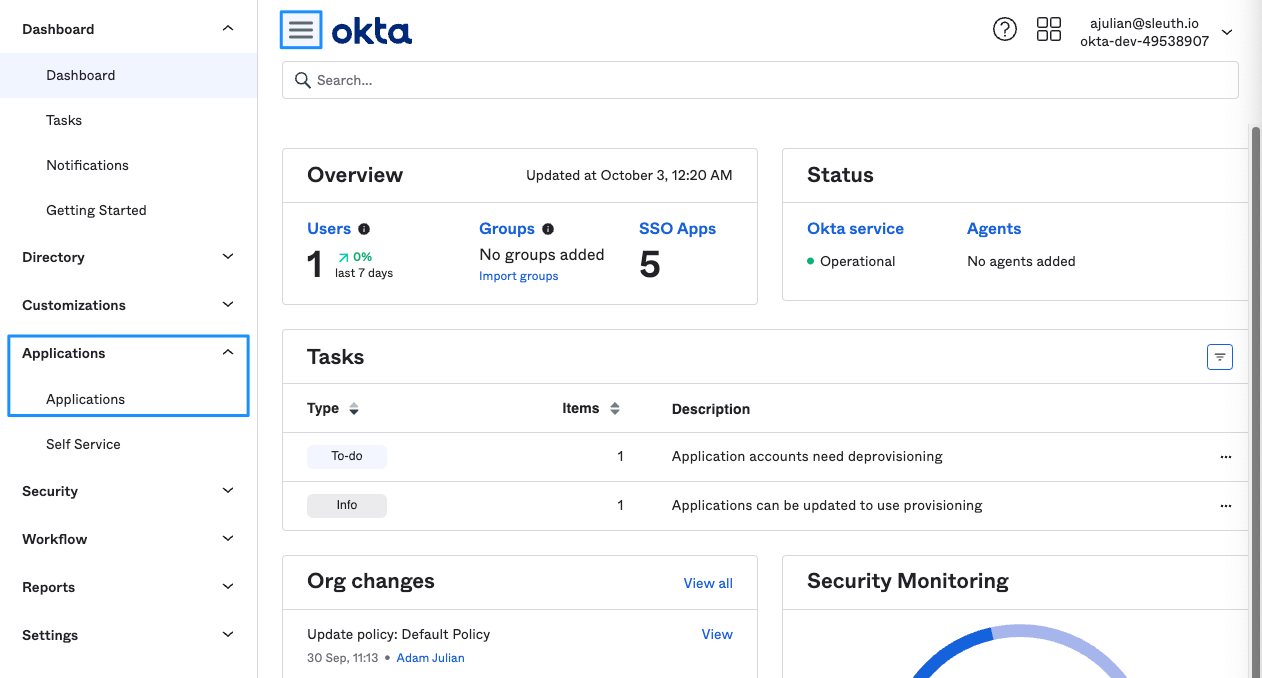 Dashboard
Dashboard
Tasks
Notifications
Getting Started
Directory
Customizations
Applications
Applications
Self Service
Security
Workflow
Reports
Settings
okta
ajulian@sleuth.io
okta-dev-49538907
Search...
Overview
Updated at October 3, 12:20 AM
Users
1
0%
last 7 days
Groups
No groups added
Import groups
SSO Apps
5
Status
Okta service
Operational
Agents
No agents added
Tasks
Type Items Description
To-do 1 Application accounts need deprovisioning
Info 1 Applications can be updated to use provisioning
Org changes
View all
Update policy: Default Policy
View
30 Sep, 11:13 • Adam Julian
Security Monitoring